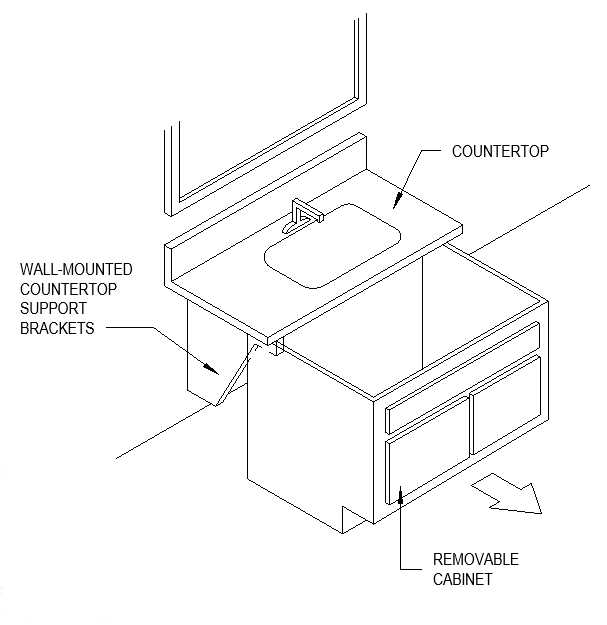 COUNTERTOP
WALL-MOUNTED
COUNTERTOP
SUPPORT
BRACKETS
REMOVABLE
CABINET